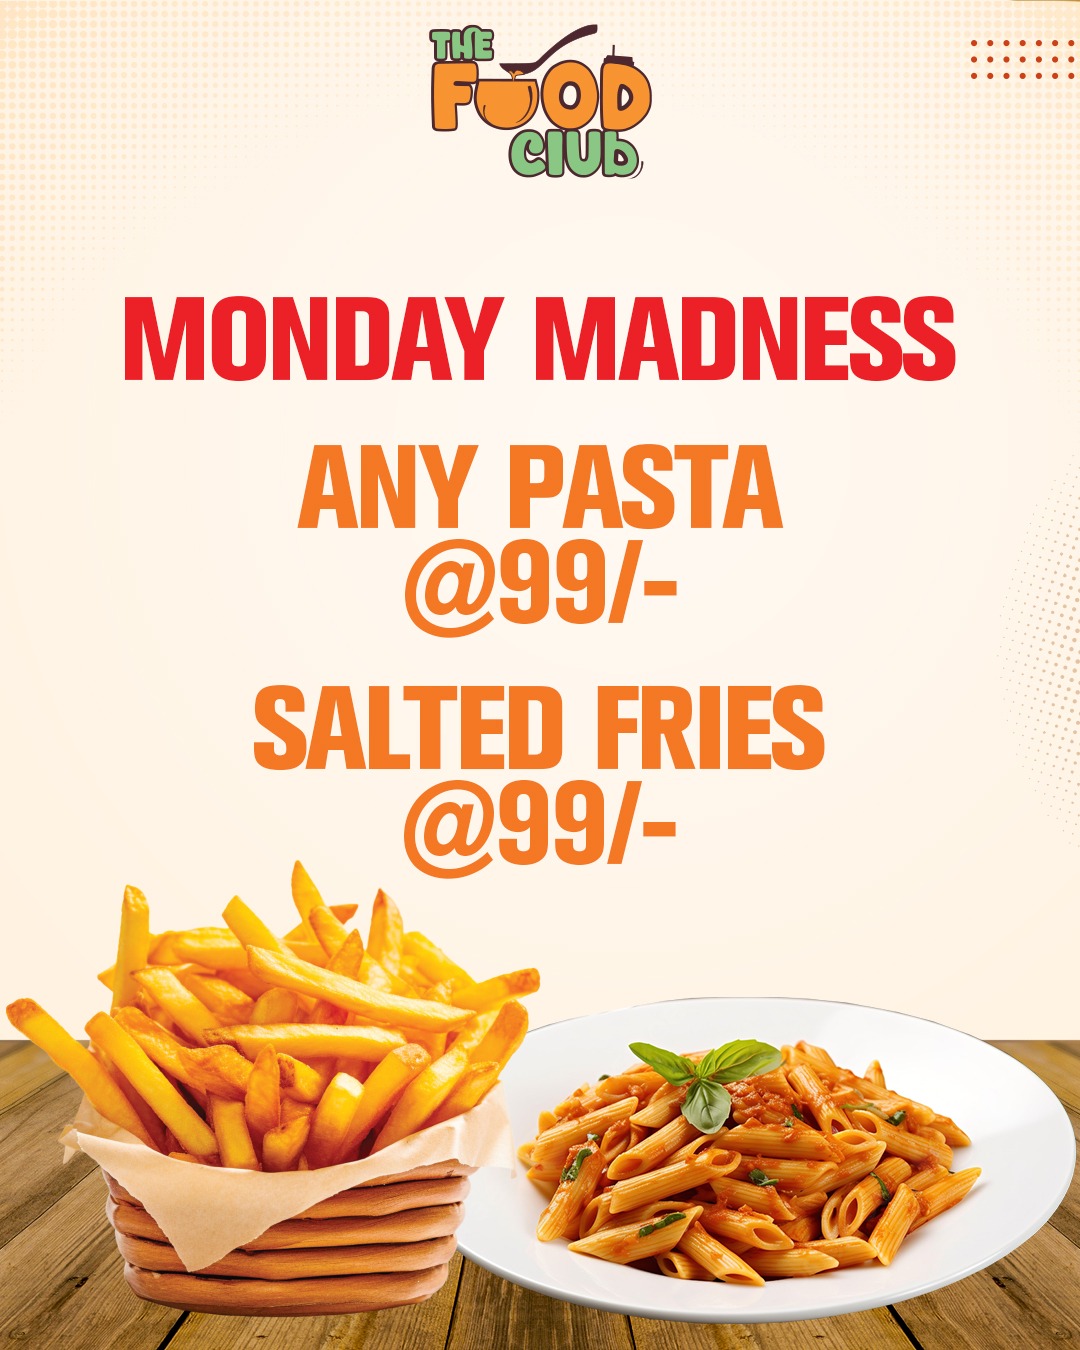 THE
FOOD
CLUB
MONDAY MADNESS
ANY PASTA
@99/-
SALTED FRIES
@99/-